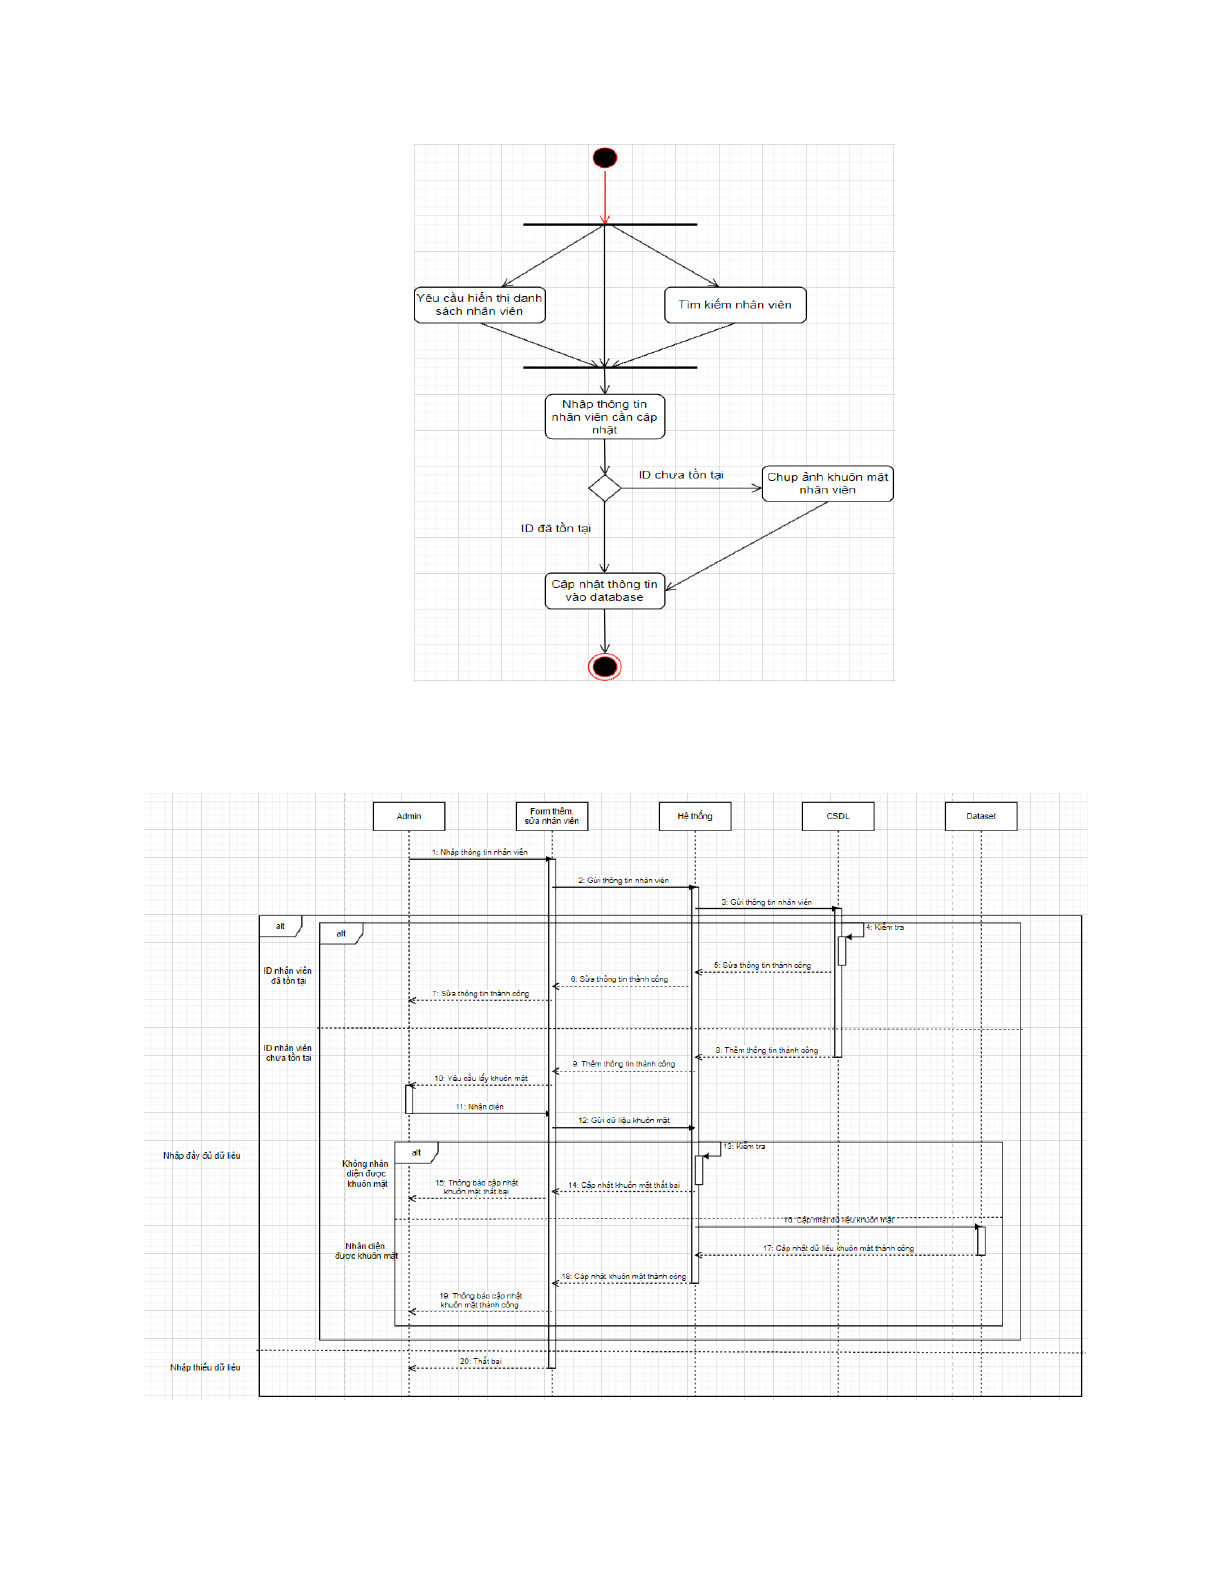 Yêu cầu hiển thị danh
sách nhân viên
Tìm kiếm nhân viên
Nhập thông tin
nhân viên cần cập
nhật
ID chưa tồn tại
Chụp ảnh khuôn mặt
nhân viên
ID đã tồn tại
Cập nhật thông tin
vào database
Admin
Form thêm,
sửa nhân viên
Hệ thống
CSDL
Dataset
1: Nhập thông tin nhân viên
2: Gửi thông tin nhân viên
3: Gửi thông tin nhân viên
alt
alt
4: Kiểm tra
ID nhân viên
đã tồn tại
5: Sửa thông tin thành công
6: Sửa thông tin thành công
7: Sửa thông tin thành công
ID nhân viên
chưa tồn tại
8: Thêm thông tin thành công
9: Thêm thông tin thành công
10: Yêu cầu lấy khuôn mặt
11: Nhận diện
12: Gửi dữ liệu khuôn mặt
Nhập đầy đủ dữ liệu
alt
13: Kiểm tra
Không nhận
diện được
khuôn mặt
14: Cập nhật khuôn mặt thất bại
15: Thông báo cập nhật
khuôn mặt thất bại
16: Cập nhật dữ liệu khuôn mặt
Nhận diện
được khuôn mặt
17: Cập nhật dữ liệu khuôn mặt thành công
18: Cập nhật khuôn mặt thành công
19: Thông báo cập nhật
khuôn mặt thành công
Nhập thiếu dữ liệu
20: Thất bại